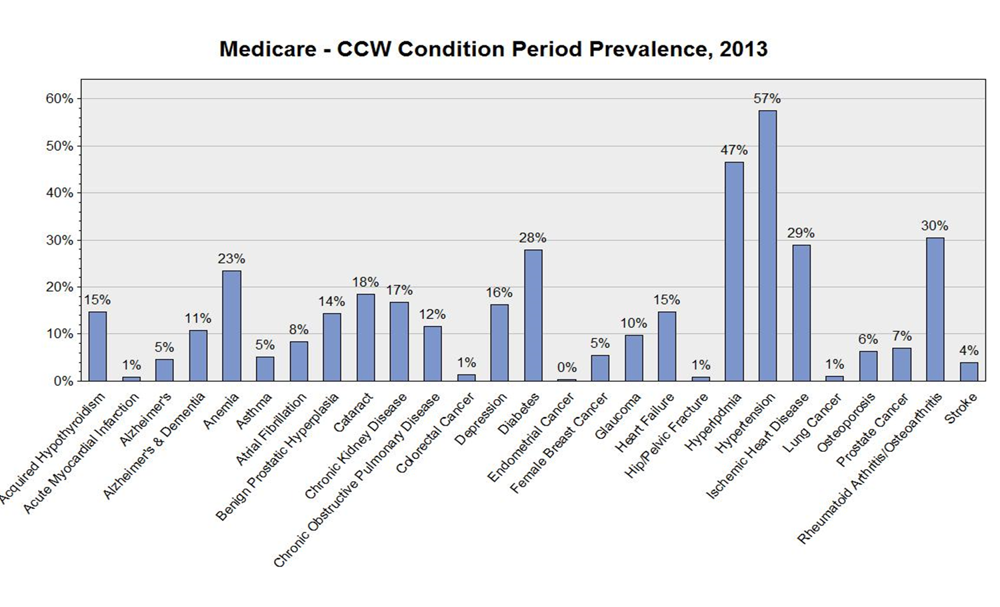 Medicare - CCW Condition Period Prevalence, 2013
60%
50%
40%
30%
20%
10%
0%
15%
1%
5%
11%
23%
5%
8%
14%
18%
17%
12%
1%
16%
28%
0%
5%
10%
15%
1%
47%
57%
29%
1%
6%
7%
30%
4%
Acquired Hypothyroidism
Acute Myocardial Infarction
Alzheimer's
Alzheimer's & Dementia
Anemia
Asthma
Atrial Fibrillation
Benign Prostatic Hyperplasia
Cataract
Chronic Kidney Disease
Chronic Obstructive Pulmonary Disease
Colorectal Cancer
Depression
Diabetes
Endometrial Cancer
Female Breast Cancer
Glaucoma
Heart Failure
Hip/Pelvic Fracture
Hyperlpdmia
Hypertension
Ischemic Heart Disease
Lung Cancer
Osteoporosis
Prostate Cancer
Rheumatoid Arthritis/Osteoarthritis
Stroke